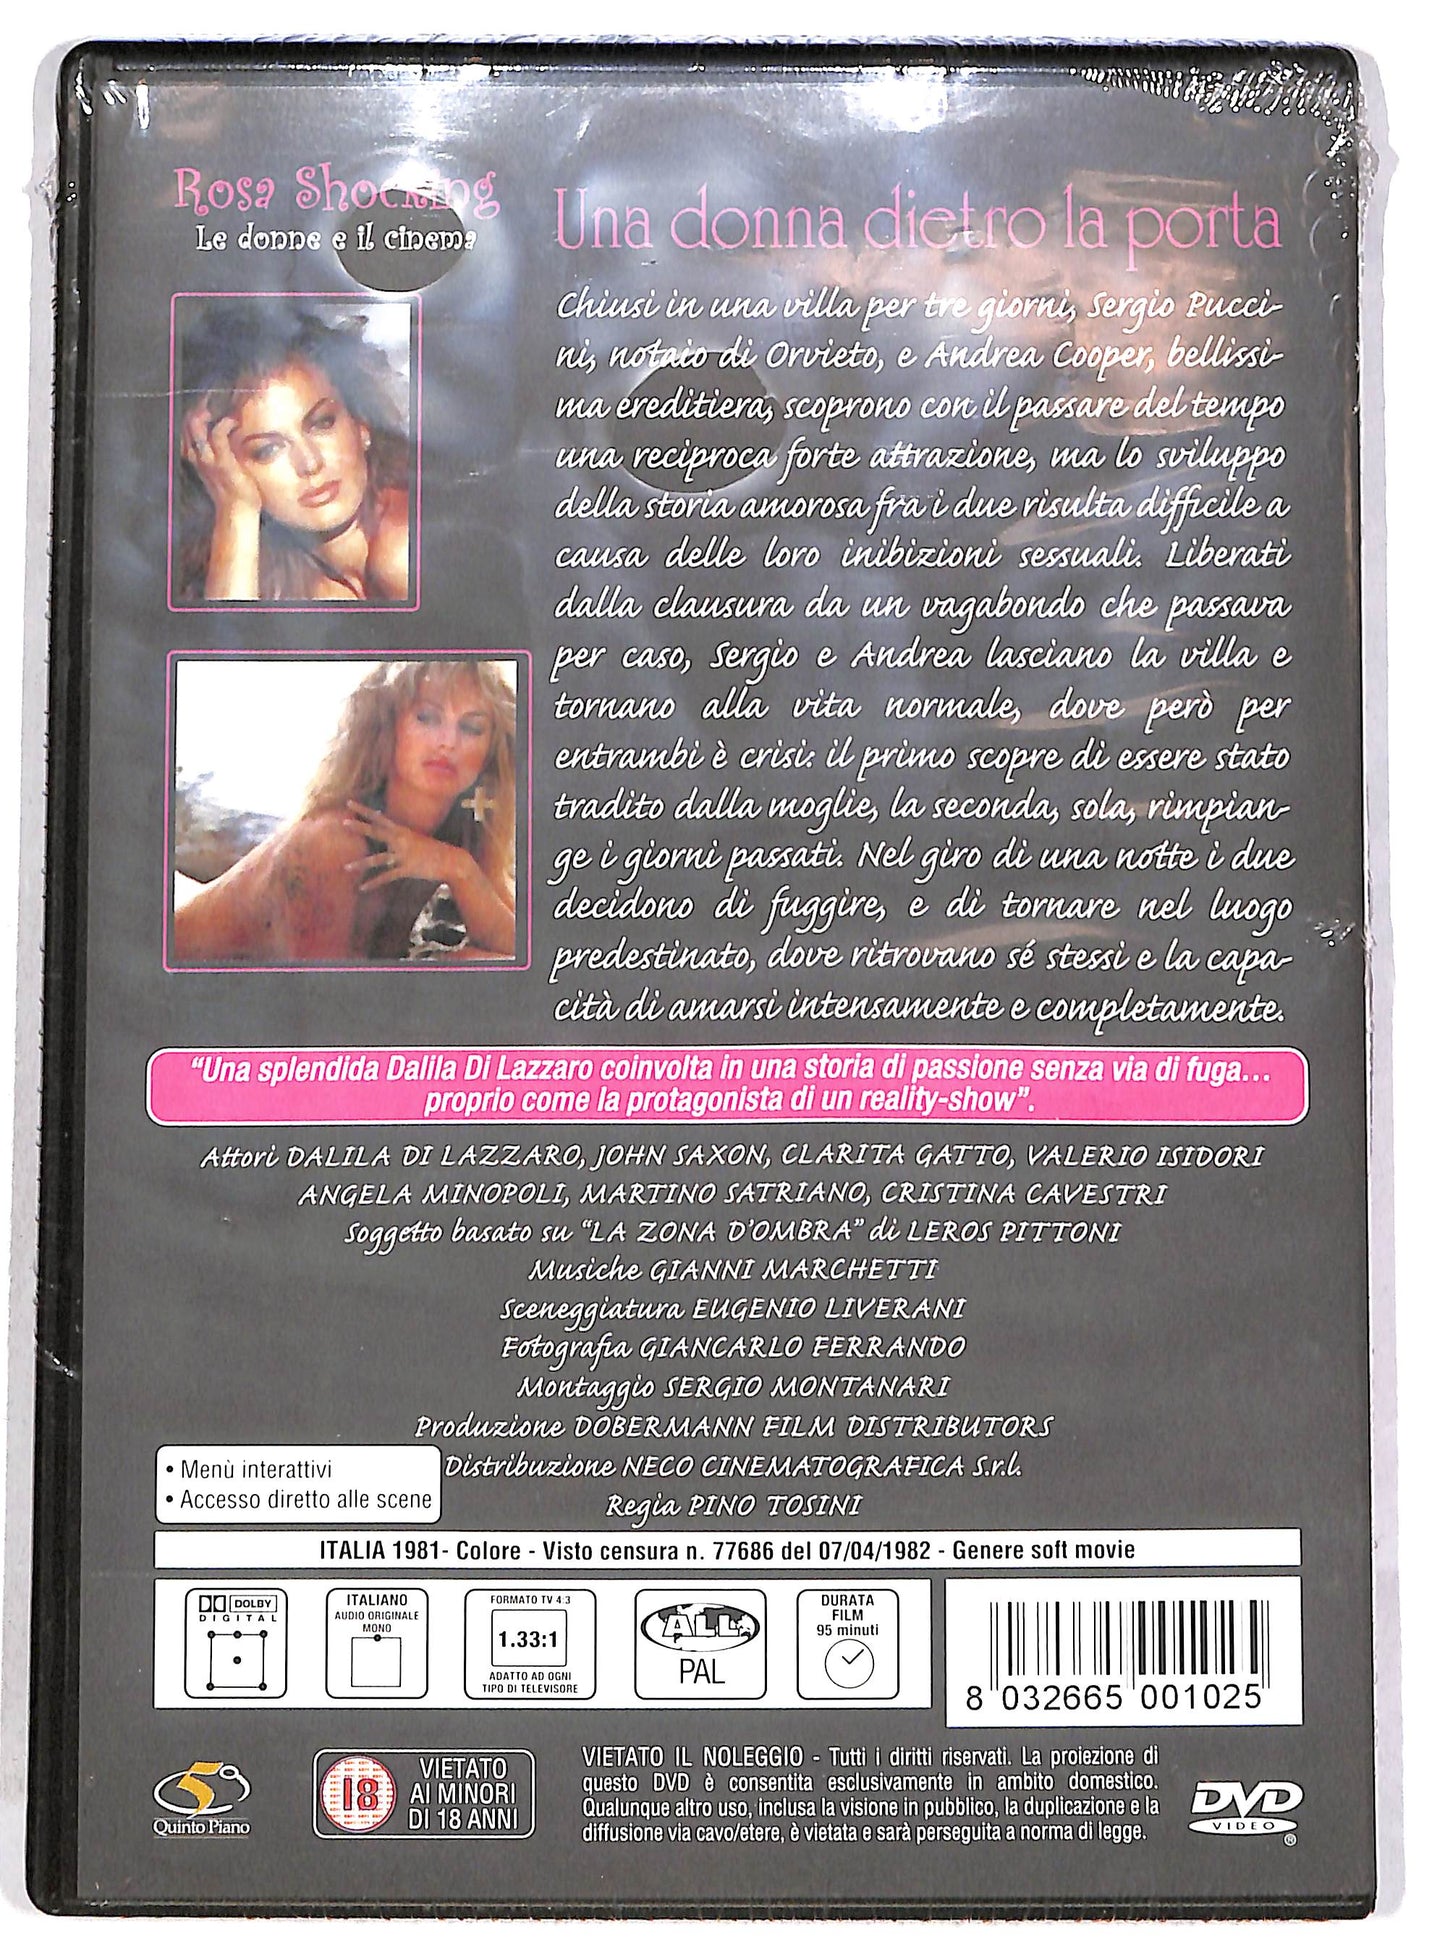 Rosa Shocking
Le donne e il cinema
Una donna dietro la porta
Chiusi in una villa per tre giorni, Sergio Pucci-
ni, notaio di Orvieto, e Andrea Cooper, bellissi-
ma ereditiera, scoprono con il passare del tempo
una reciproca forte attrazione, ma lo sviluppo
della storia amorosa fra i due risulta difficile a
causa delle loro inibizioni sessuali. Liberati
dalla clausura da un vagabondo che passava
per caso, Sergio e Andrea lasciano la villa e
tornano alla vita normale, dove però per
entrambi è crisi: il primo scopre di essere stato
tradito dalla moglie, la seconda, sola, rimpian-
ge i giorni passati. Nel giro di una notte i due
decidono di fuggire, e di tornare nel luogo
predestinato, dove ritrovano sé stessi e la capa-
cità di amarsi intensamente e completamente.
“Una splendida Dalila Di Lazzaro coinvolta in una storia di passione senza via di fuga...
proprio come la protagonista di un reality-show”.
Attori DALILA DI LAZZARO, JOHN SAXON, CLARITA GATTO, VALERIO ISIDORI
ANGELA MINOPOLI, MARTINO SATRIANO, CRISTINA CAVESTRI
Soggetto basato su “LA ZONA D'OMBRA” di LEROS PITTONI
Musiche GIANNI MARCHETTI
Sceneggiatura EUGENIO LIVERANI
Fotografia GIANCARLO FERRANDO
Montaggio SERGIO MONTANARI
Produzione DOBERMANN FILM DISTRIBUTORS
Distribuzione NECO CINEMATOGRAFICA S.r.l.
Regia PINO TOSINI
• Menù interattivi
• Accesso diretto alle scene
ITALIA 1981- Colore - Visto censura n. 77686 del 07/04/1982 - Genere soft movie
DOLBY
DIGITAL
ITALIANO
AUDIO ORIGINALE
MONO
FORMATO TV 4:3
1.33:1
ADATTO AD OGNI
TIPO DI TELEVISORE
ALL
PAL
DURATA
FILM
95 minuti
8 032665 001025
5°
Quinto Piano
18
VIETATO
AI MINORI
DI 18 ANNI
VIETATO IL NOLEGGIO - Tutti i diritti riservati. La proiezione di
questo DVD è consentita esclusivamente in ambito domestico.
Qualunque altro uso, inclusa la visione in pubblico, la duplicazione e la
diffusione via cavo/etere, è vietata e sarà perseguita a norma di legge.
DVD
VIDEO
®